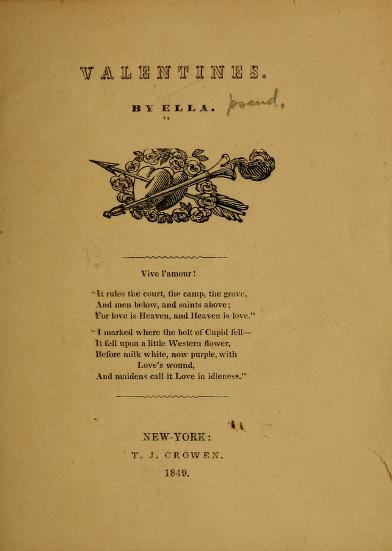 VALENTINES.
BY ELLA. pseud.
Vive l'amour!
"It rules the court, the camp, the grove,
And men below, and saints above;
For love is Heaven, and Heaven is love."
"I marked where the bolt of Cupid fell—
It fell upon a little Western flower,
Before milk white, now purple, with
Love's wound,
And maidens call it Love in idleness."
NEW-YORK:
T. J. CROWEN.
1849.